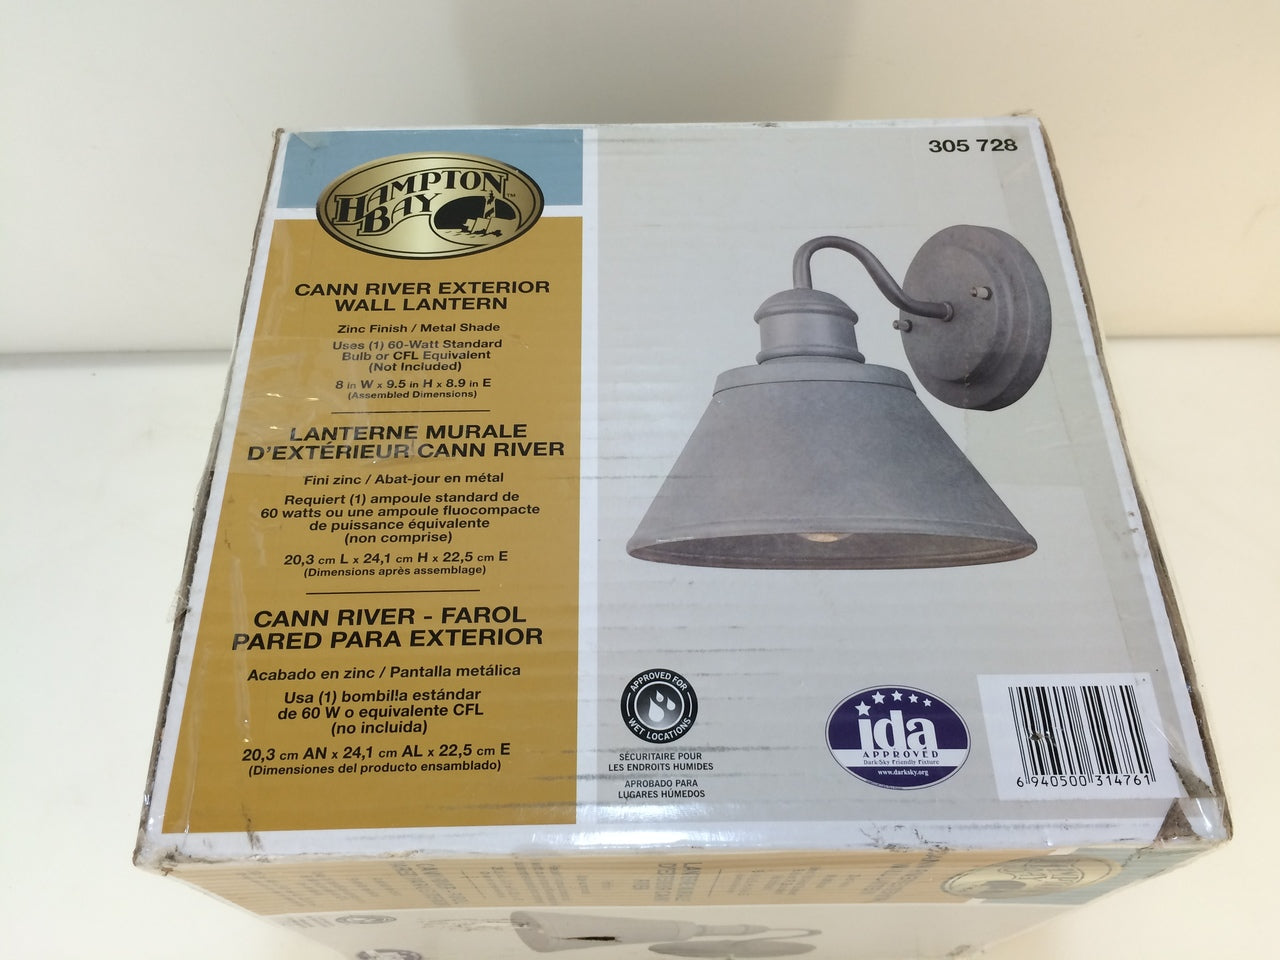 HAMPTON
BAY™
305 728
CANN RIVER EXTERIOR
WALL LANTERN
Zinc Finish / Metal Shade
Uses (1) 60-Watt Standard
Bulb or CFL Equivalent
(Not Included)
8 in W x 9.5 in H x 8.9 in E
(Assembled Dimensions)
LANTERNE MURALE
D'EXTÉRIEUR CANN RIVER
Fini zinc / Abat-jour en métal
Requiert (1) ampoule standard de
60 watts ou une ampoule fluocompacte
de puissance équivalente
(non comprise)
20,3 cm L x 24,1 cm H x 22,5 cm E
(Dimensions après assemblage)
CANN RIVER - FAROL
PARED PARA EXTERIOR
Acabado en zinc / Pantalla metálica
Usa (1) bombilla estándar
de 60 W o equivalente CFL
(no incluida)
20,3 cm AN x 24,1 cm AL x 22,5 cm E
(Dimensiones del producto ensamblado)
APPROVED FOR
WET LOCATIONS
SÉCURITAIRE POUR
LES ENDROITS HUMIDES
APROBADO PARA
LUGARES HÚMEDOS
ida
APPROVED
Dark Sky Friendly Fixture
www.darksky.org
6 940500 314761